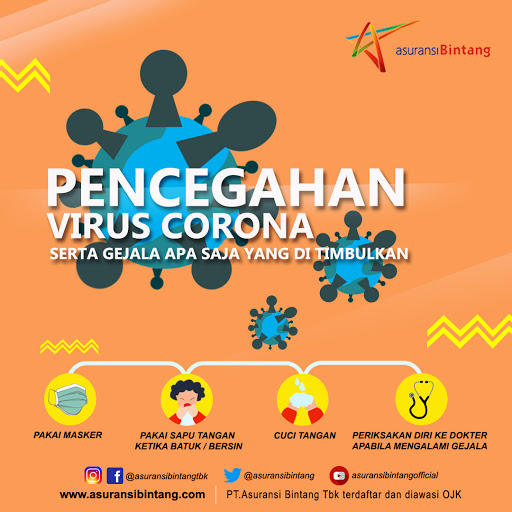 asuransiBintang
PENCEGAHAN
VIRUS CORONA
SERTA GEJALA APA SAJA YANG DI TIMBULKAN
PAKAI MASKER
PAKAI SAPU TANGAN
KETIKA BATUK / BERSIN
CUCI TANGAN
PERIKSAKAN DIRI KE DOKTER
APABILA MENGALAMI GEJALA
@asuransibintangtbk
@asuransibintang
asuransibintangofficial
www.asuransibintang.com
PT.Asuransi Bintang Tbk terdaftar dan diawasi OJK